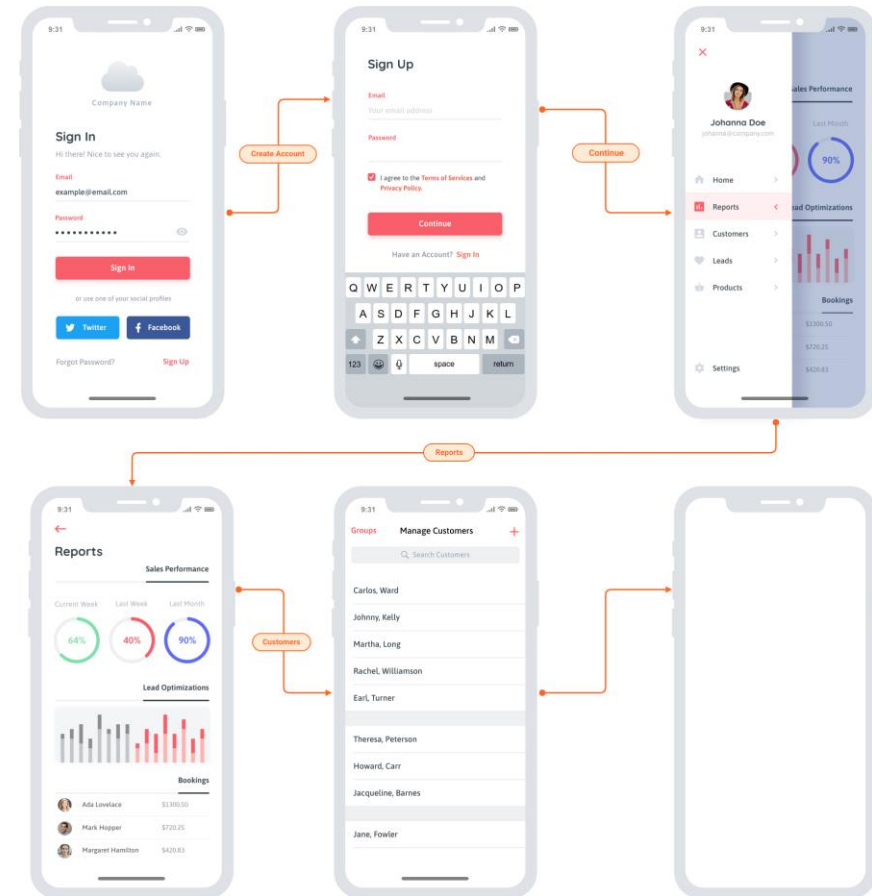 9:31
Company Name
Sign In
Hi there! Nice to see you again.
Email
example@email.com
Password
Sign In
or use one of your social profiles
Twitter
Facebook
Forgot Password?
Sign Up
Create Account
9:31
Sign Up
Email
Your email address
Password
I agree to the Terms of Services and
Privacy Policy.
Continue
Have an Account? Sign In
Q W E R T Y U I O P
A S D F G H J K L
Z X C V B N M
123 space return
Continue
9:31
Johanna Doe
johanna@company.com
Home
Reports
Customers
Leads
Products
Settings
Sales Performance
Last Month
90%
Lead Optimizations
Bookings
$1300.50
$720.25
$420.83
Reports
9:31
Reports
Sales Performance
Current Week Last Week Last Month
64% 40% 90%
Lead Optimizations
Bookings
Ada Lovelace $1300.50
Mark Hopper $720.25
Margaret Hamilton $420.83
Customers
9:31
Groups Manage Customers +
Search Customers
Carlos, Ward
Johnny, Kelly
Martha, Long
Rachel, Williamson
Earl, Turner
Theresa, Peterson
Howard, Carr
Jacqueline, Barnes
Jane, Fowler